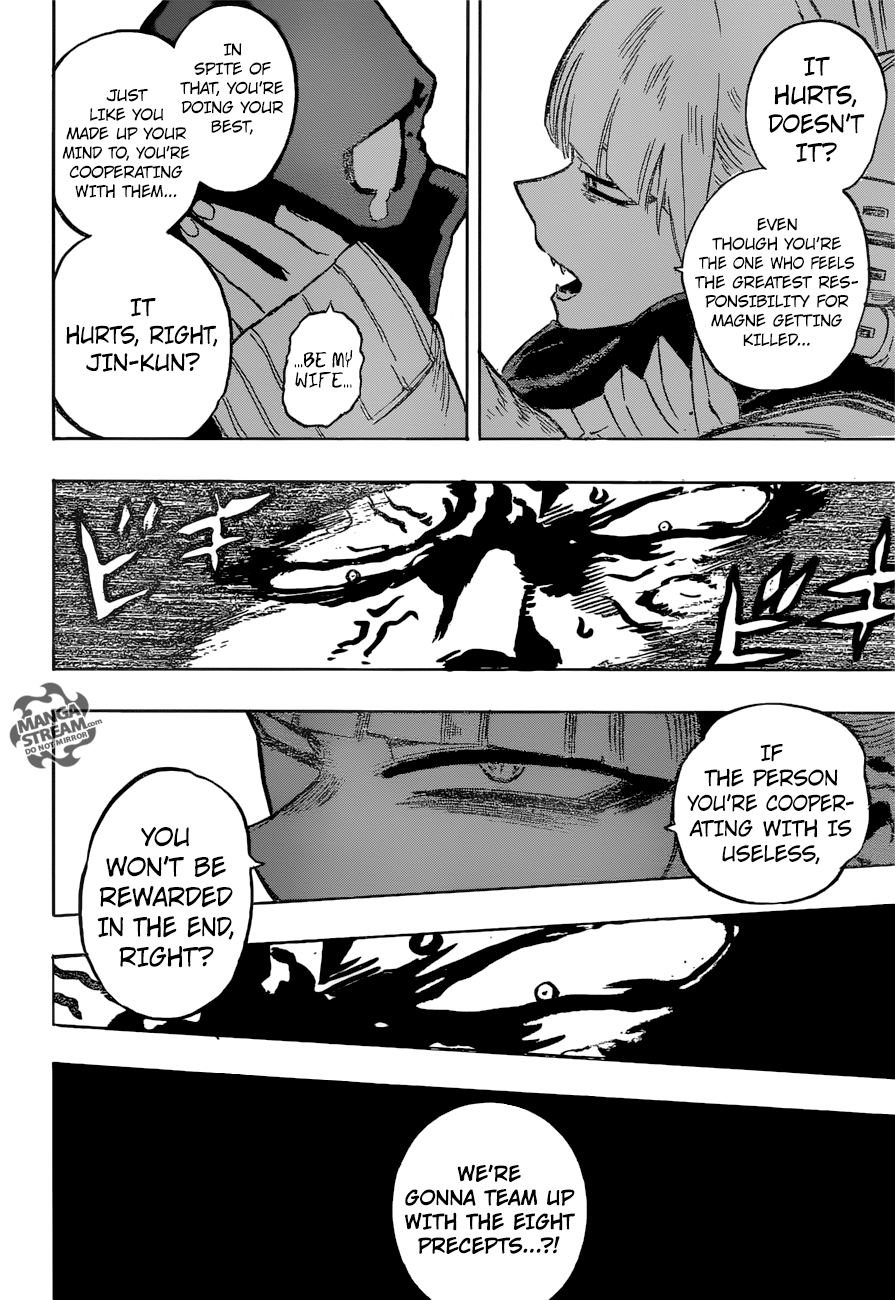 IT
HURTS,
DOESN'T
IT?
EVEN
THOUGH YOU'RE
THE ONE WHO FEELS
THE GREATEST RES-
PONSIBILITY FOR
MAGNE GETTING
KILLED...
IN
SPITE OF
THAT, YOU'RE
DOING YOUR
BEST,
JUST
LIKE YOU
MADE UP YOUR
MIND TO, YOU'RE
COOPERATING
WITH THEM...
IT
HURTS, RIGHT,
JIN-KUN?
...BE MY
WIFE...
ビキ
ビキ
MANGA
STREAM.com
DO NOT MIRROR
IF
THE PERSON
YOU'RE COOPER-
ATING WITH IS
USELESS,
YOU
WON'T BE
REWARDED
IN THE END,
RIGHT?
WE'RE
GONNA TEAM UP
WITH THE EIGHT
PRECEPTS...?!